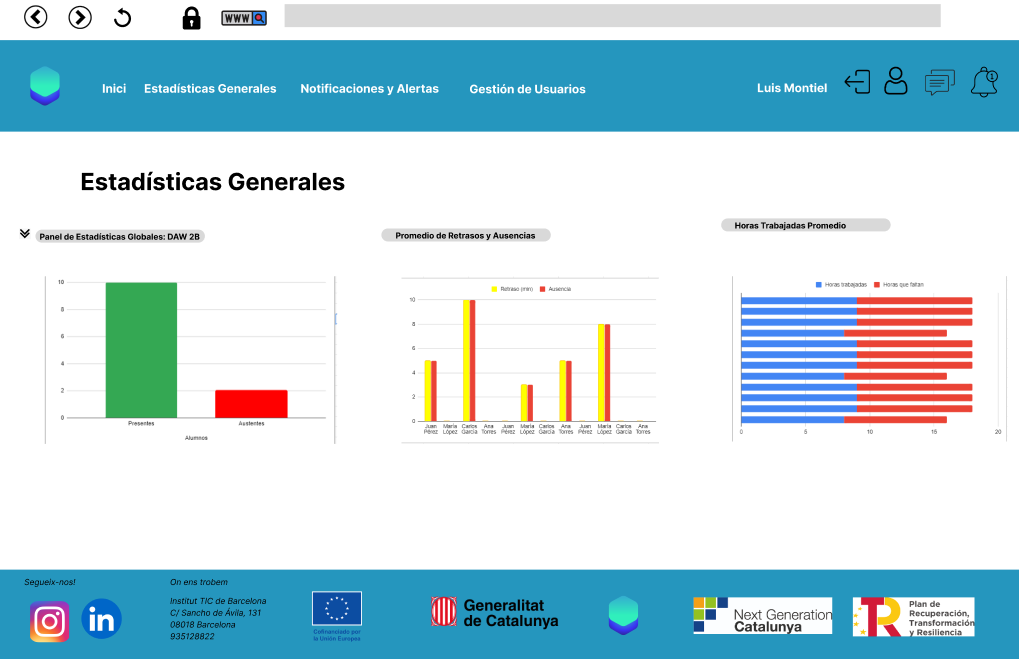 WWW
Inici Estadísticas Generales Notificaciones y Alertas Gestión de Usuarios Luis Montiel
1
Estadísticas Generales
Panel de Estadísticas Globales: DAW 2B
10
8
6
4
2
0
Presentes Austentes
Alumnos
Promedio de Retrasos y Ausencias
Retraso (min) Ausencia
10
8
6
4
2
0
Juan Pérez
María López
Carlos García
Ana Torres
Juan Pérez
María López
Carlos García
Ana Torres
Juan Pérez
María López
Carlos García
Ana Torres
Horas Trabajadas Promedio
Horas trabajadas Horas que faltan
0 5 10 15 20
Segueix-nos!
in
On ens trobem
Institut TIC de Barcelona
C/ Sancho de Ávila, 131
08018 Barcelona
935128822
Cofinanciado por
la Unión Europea
Generalitat
de Catalunya
Next Generation
Catalunya
Plan de
Recuperación,
Transformación
y Resiliencia